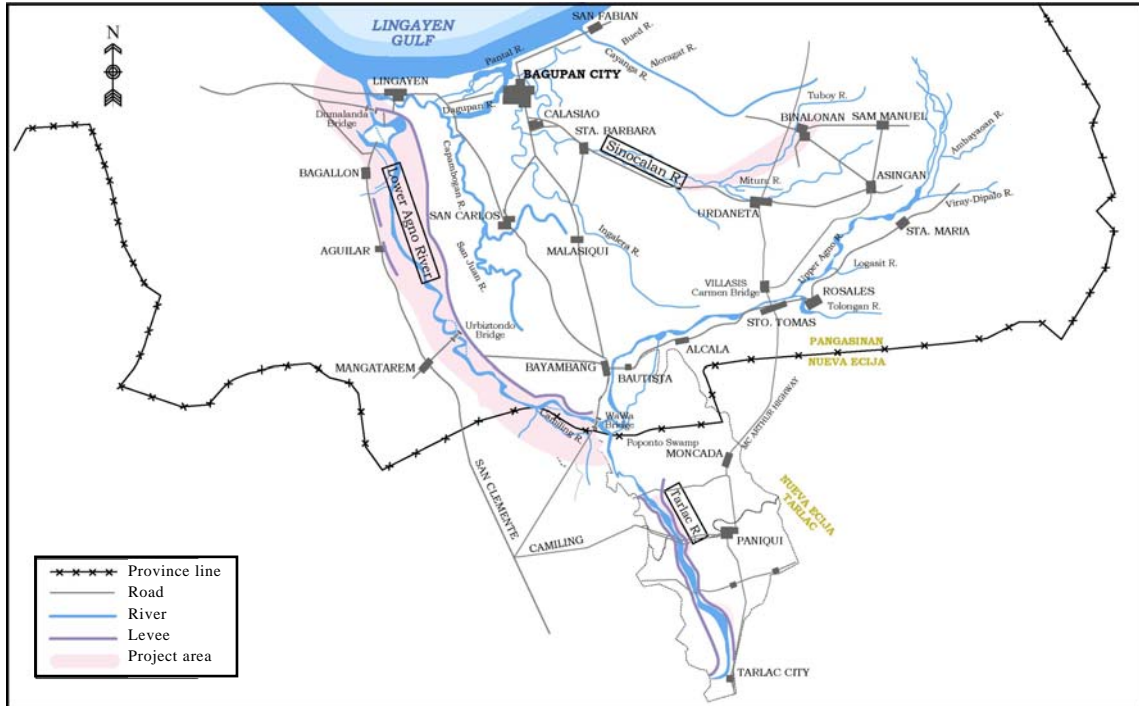 SAN FABIAN
LINGAYEN
GULF
N
Pantal R.
Bued R.
Cayanga R.
Aloragat R.
LINGAYEN
BAGUPAN CITY
Tuboy R.
Dagupan R.
Dumalanda
Bridge
CALASIAO
BINALONAN
SAM MANUEL
STA. BARBARA
Ambayaoan R.
Sinocalan R.
Capambogan R.
BAGALLON
Lower Agno River
Mitura R.
ASINGAN
SAN CARLOS
URDANETA
Viray-Dipalo R.
STA. MARIA
AGUILAR
MALASIQUI
Ingalera R.
San Juan R.
Upper Agno R.
Logasit R.
VILLASIS
Carmen Bridge
ROSALES
Tolongan R.
Urbiztondo
Bridge
STO. TOMAS
ALCALA
PANGASINAN
NUEVA ECIJA
MANGATAREM
BAYAMBANG
BAUTISTA
MC ARTHUR HIGHWAY
Camiling R.
WaWa
Bridge
Poponto Swamp
MONCADA
SAN CLEMENTE
NUEVA ECIJA
TARLAC
Tarlac R.
CAMILING
PANIQUI
Province line
Road
River
Levee
Project area
TARLAC CITY